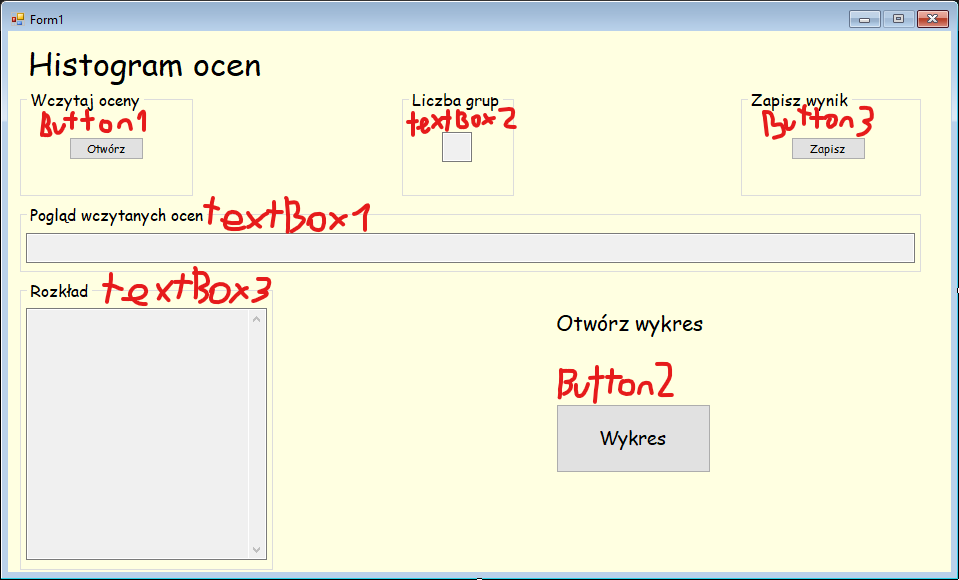 Form1
Histogram ocen
Wczytaj oceny
Button1
Otwórz
Liczba grup
textBox2
Zapisz wynik
Button3
Zapisz
Pogląd wczytanych ocen textBox1
Rozkład textBox3
Otwórz wykres
Button2
Wykres